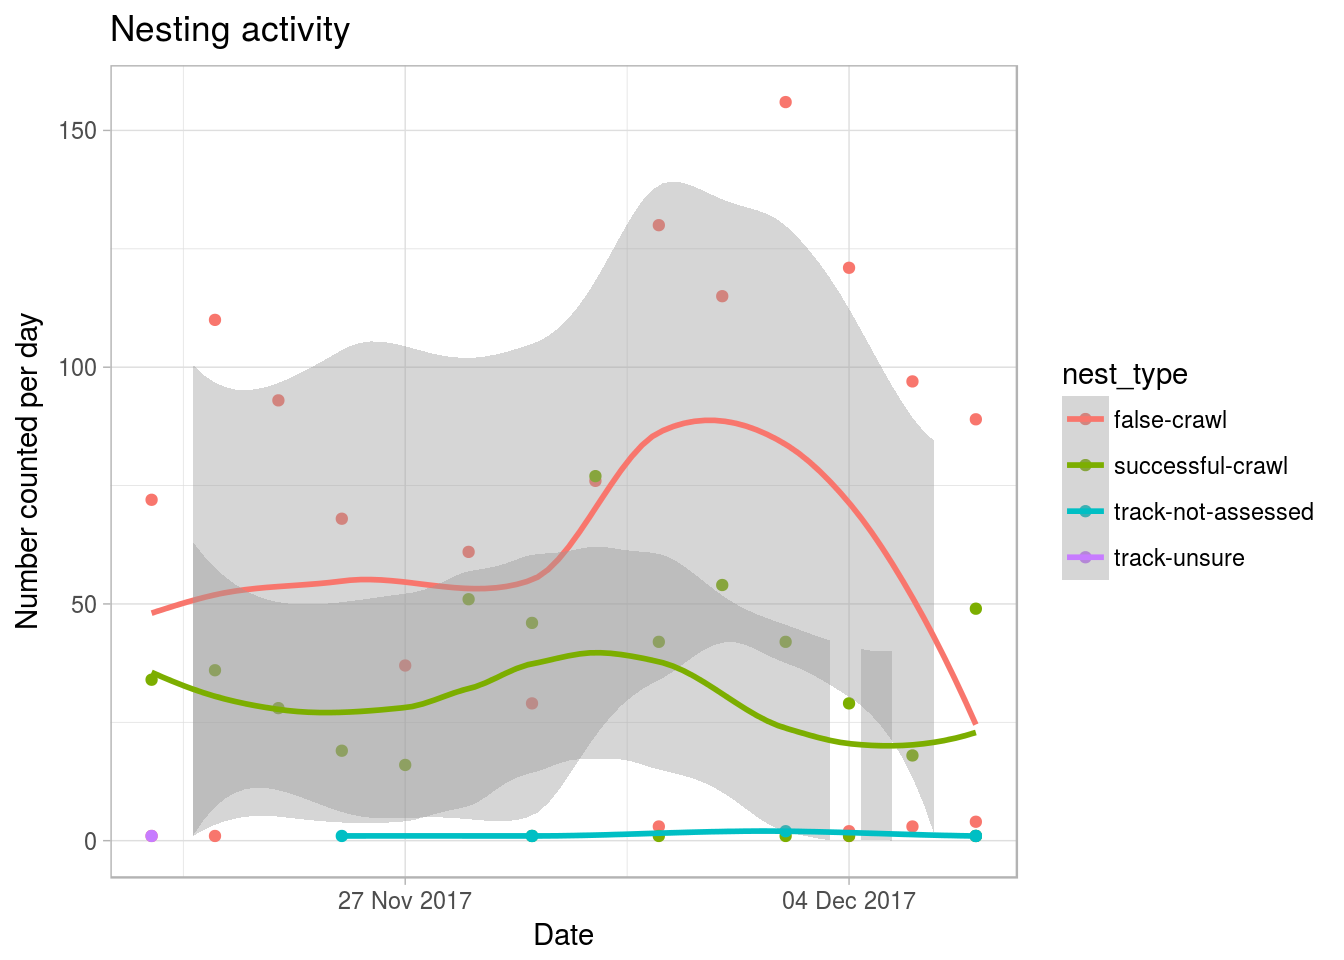 Nesting activity
Number counted per day
150
100
50
0
27 Nov 2017
04 Dec 2017
Date
nest_type
false-crawl
successful-crawl
track-not-assessed
track-unsure